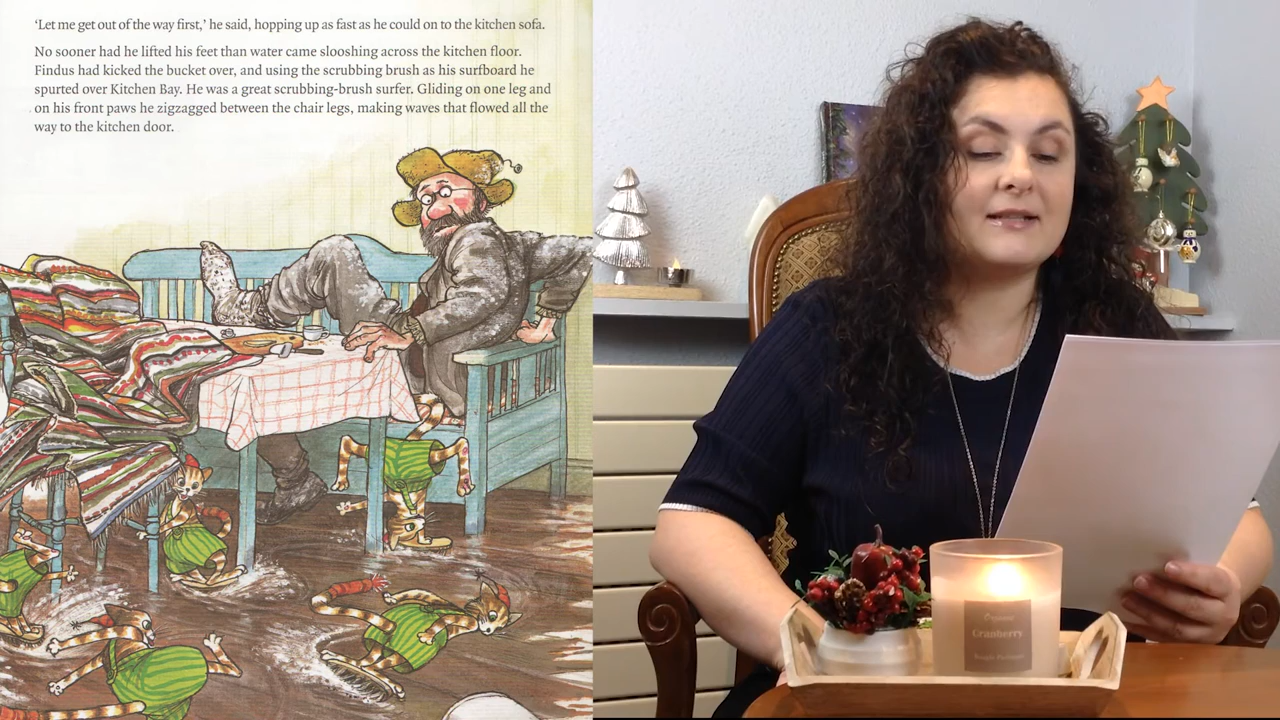 ‘Let me get out of the way first,’ he said, hopping up as fast as he could on to the kitchen sofa.
No sooner had he lifted his feet than water came slooshing across the kitchen floor.
Findus had kicked the bucket over, and using the scrubbing brush as his surfboard he
spurted over Kitchen Bay. He was a great scrubbing-brush surfer. Gliding on one leg and
on his front paws he zigzagged between the chair legs, making waves that flowed all the
way to the kitchen door.
Cranberry